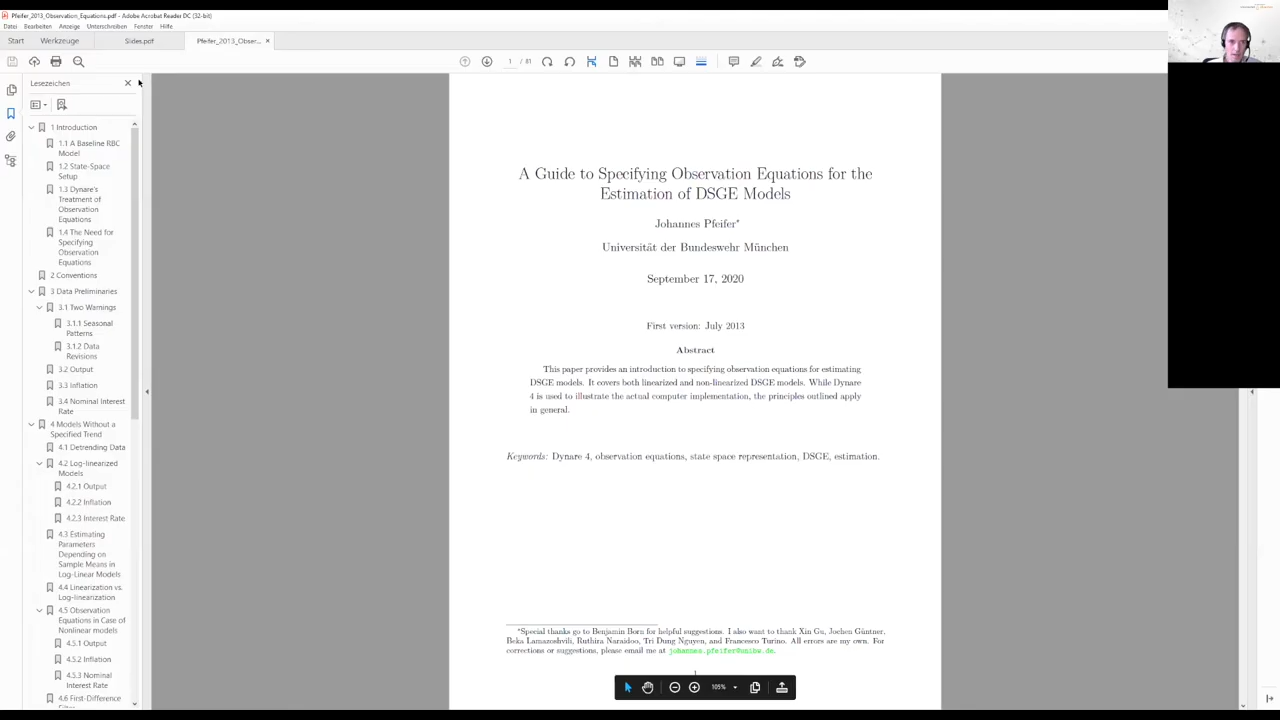 Pfeifer_2013_Observation_Equations.pdf - Adobe Acrobat Reader DC (32-bit)
Datei Bearbeiten Anzeige Unterschreiben Fenster Hilfe
Start Werkzeuge Slides.pdf Pfeifer_2013_Obser... ×
1 / 81
Lesezeichen
1 Introduction
1.1 A Baseline RBC
Model
1.2 State-Space
Setup
1.3 Dynare's
Treatment of
Observation
Equations
1.4 The Need for
Specifying
Observation
Equations
2 Conventions
3 Data Preliminaries
3.1 Two Warnings
3.1.1 Seasonal
Patterns
3.1.2 Data
Revisions
3.2 Output
3.3 Inflation
3.4 Nominal Interest
Rate
4 Models Without a
Specified Trend
4.1 Detrending Data
4.2 Log-linearized
Models
4.2.1 Output
4.2.2 Inflation
4.2.3 Interest Rate
4.3 Estimating
Parameters
Depending on
Sample Means in
Log-Linear Models
4.4 Linearization vs.
Log-linearization
4.5 Observation
Equations in Case of
Nonlinear models
4.5.1 Output
4.5.2 Inflation
4.5.3 Nominal
Interest Rate
4.6 First-Difference
Filter
A Guide to Specifying Observation Equations for the
Estimation of DSGE Models
Johannes Pfeifer*
Universität der Bundeswehr München
September 17, 2020
First version: July 2013
Abstract
This paper provides an introduction to specifying observation equations for estimating
DSGE models. It covers both linearized and non-linearized DSGE models. While Dynare
4 is used to illustrate the actual computer implementation, the principles outlined apply
in general.
Keywords: Dynare 4, observation equations, state space representation, DSGE, estimation.
*Special thanks go to Benjamin Born for helpful suggestions. I also want to thank Xin Gu, Jochen Güntner,
Beka Lamazoshvili, Ruthira Naraidoo, Tri Dung Nguyen, and Francesco Turino. All errors are my own. For
corrections or suggestions, please email me at johannes.pfeifer@unibw.de.
1
105%